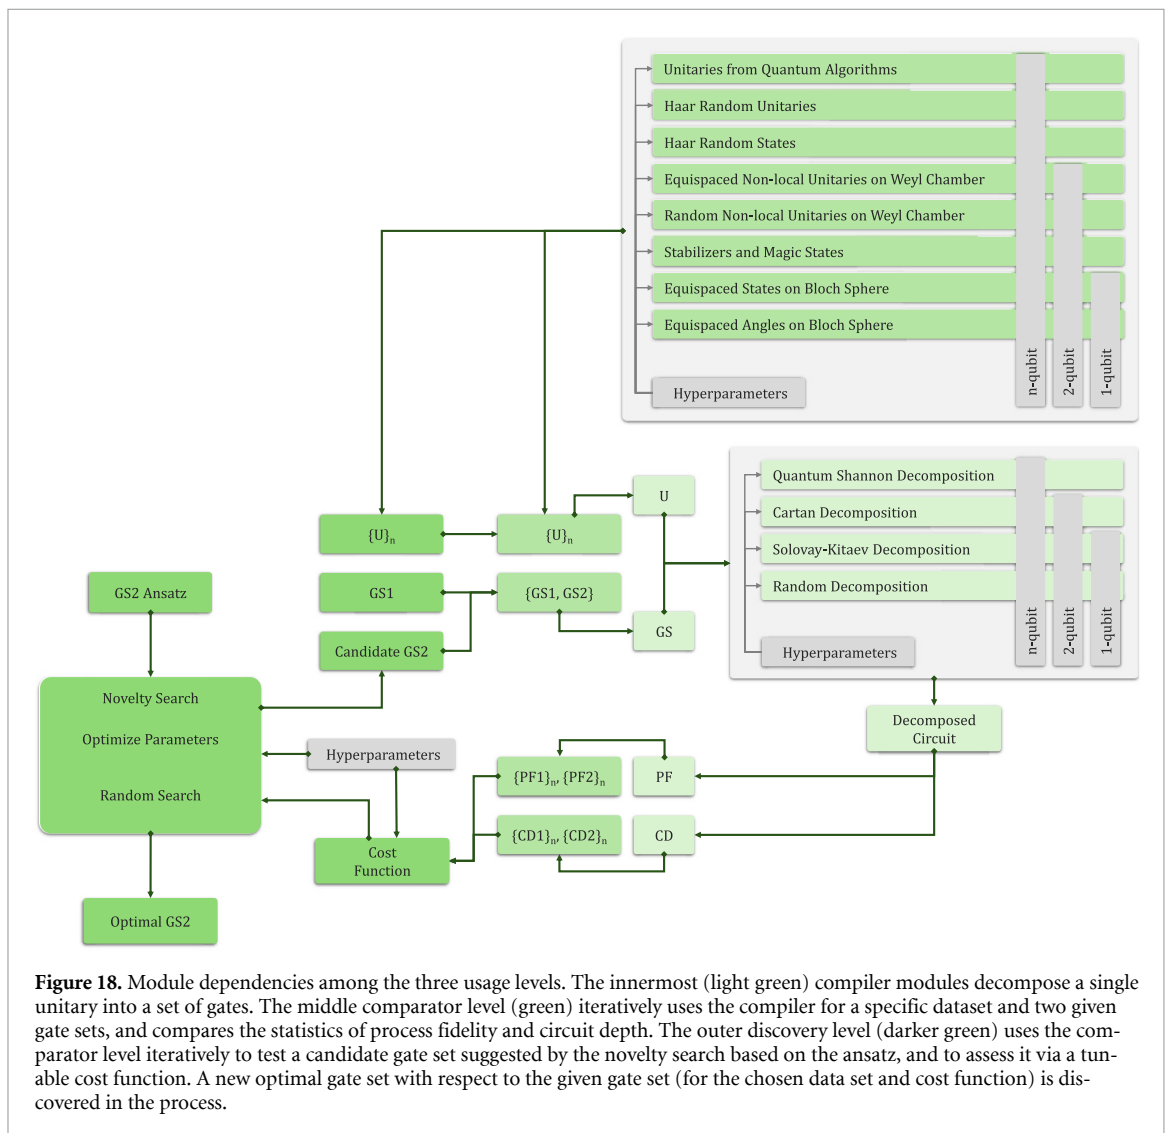 Unitaries from Quantum Algorithms
Haar Random Unitaries
Haar Random States
Equispaced Non-local Unitaries on Weyl Chamber
Random Non-local Unitaries on Weyl Chamber
Stabilizers and Magic States
Equispaced States on Bloch Sphere
Equispaced Angles on Bloch Sphere
Hyperparameters
n-qubit
2-qubit
1-qubit
Quantum Shannon Decomposition
Cartan Decomposition
Solovay-Kitaev Decomposition
Random Decomposition
Hyperparameters
n-qubit
2-qubit
1-qubit
U
{U}n
{U}n
GS2 Ansatz
GS1
{GS1, GS2}
GS
Candidate GS2
Novelty Search
Optimize Parameters
Random Search
Hyperparameters
Decomposed
Circuit
{PF1}n, {PF2}n
PF
{CD1}n, {CD2}n
CD
Cost
Function
Optimal GS2
Figure 18. Module dependencies among the three usage levels. The innermost (light green) compiler modules decompose a single
unitary into a set of gates. The middle comparator level (green) iteratively uses the compiler for a specific dataset and two given
gate sets, and compares the statistics of process fidelity and circuit depth. The outer discovery level (darker green) uses the com-
parator level iteratively to test a candidate gate set suggested by the novelty search based on the ansatz, and to assess it via a tun-
able cost function. A new optimal gate set with respect to the given gate set (for the chosen data set and cost function) is dis-
covered in the process.